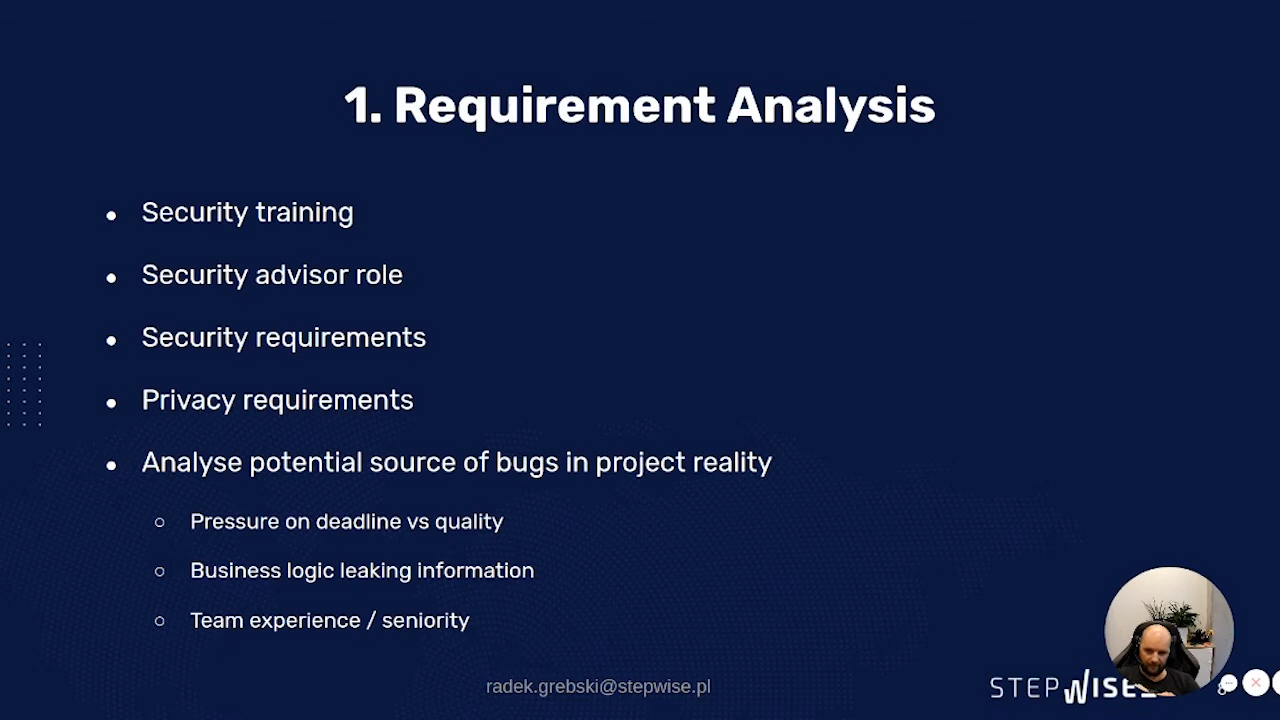 1. Requirement Analysis
● Security training
● Security advisor role
● Security requirements
● Privacy requirements
● Analyse potential source of bugs in project reality
○ Pressure on deadline vs quality
○ Business logic leaking information
○ Team experience / seniority
radek.grebski@stepwise.pl
STEPWISE